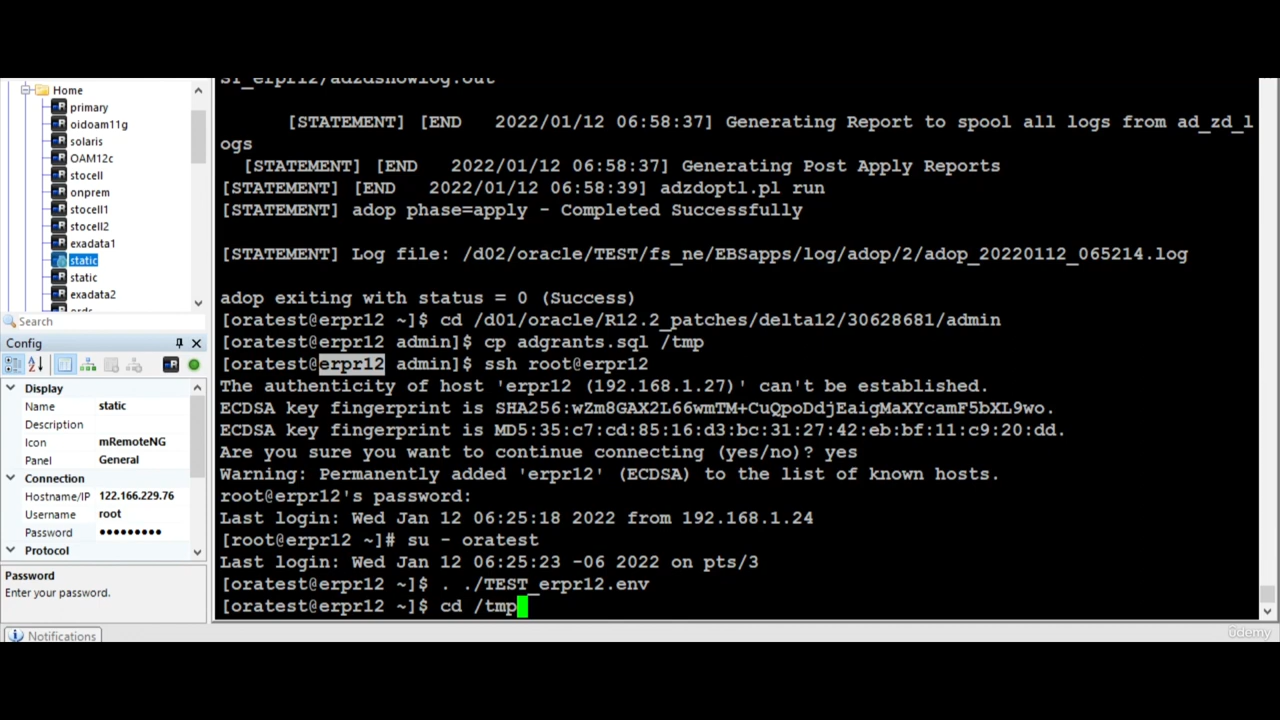 Home
primary
oidoam11g
solaris
OAM12c
stocell
onprem
stocell1
stocell2
exadata1
static
static
exadata2
Search
Config
Display
Name static
Description
Icon mRemoteNG
Panel General
Connection
Hostname/IP 122.166.229.76
Username root
Password ●●●●●●●●●
Protocol
Password
Enter your password.
Notifications
SI_erpr12/adzdshowlog.out
[STATEMENT] [END   2022/01/12 06:58:37] Generating Report to spool all logs from ad_zd_l
ogs
[STATEMENT] [END   2022/01/12 06:58:37] Generating Post Apply Reports
[STATEMENT] [END   2022/01/12 06:58:39] adzdoptl.pl run
[STATEMENT] adop phase=apply - Completed Successfully
[STATEMENT] Log file: /d02/oracle/TEST/fs_ne/EBSapps/log/adop/2/adop_20220112_065214.log
adop exiting with status = 0 (Success)
[oratest@erpr12 ~]$ cd /d01/oracle/R12.2_patches/delta12/30628681/admin
[oratest@erpr12 admin]$ cp adgrants.sql /tmp
[oratest@erpr12 admin]$ ssh root@erpr12
The authenticity of host 'erpr12 (192.168.1.27)' can't be established.
ECDSA key fingerprint is SHA256:wZm8GAX2L66wmTM+CuQpoDdjEaigMaXYcamF5bXL9wo.
ECDSA key fingerprint is MD5:35:c7:cd:85:16:d3:bc:31:27:42:eb:bf:11:c9:20:dd.
Are you sure you want to continue connecting (yes/no)? yes
Warning: Permanently added 'erpr12' (ECDSA) to the list of known hosts.
root@erpr12's password:
Last login: Wed Jan 12 06:25:18 2022 from 192.168.1.24
[root@erpr12 ~]# su - oratest
Last login: Wed Jan 12 06:25:23 -06 2022 on pts/3
[oratest@erpr12 ~]$ . ./TEST_erpr12.env
[oratest@erpr12 ~]$ cd /tmp
ûdemy